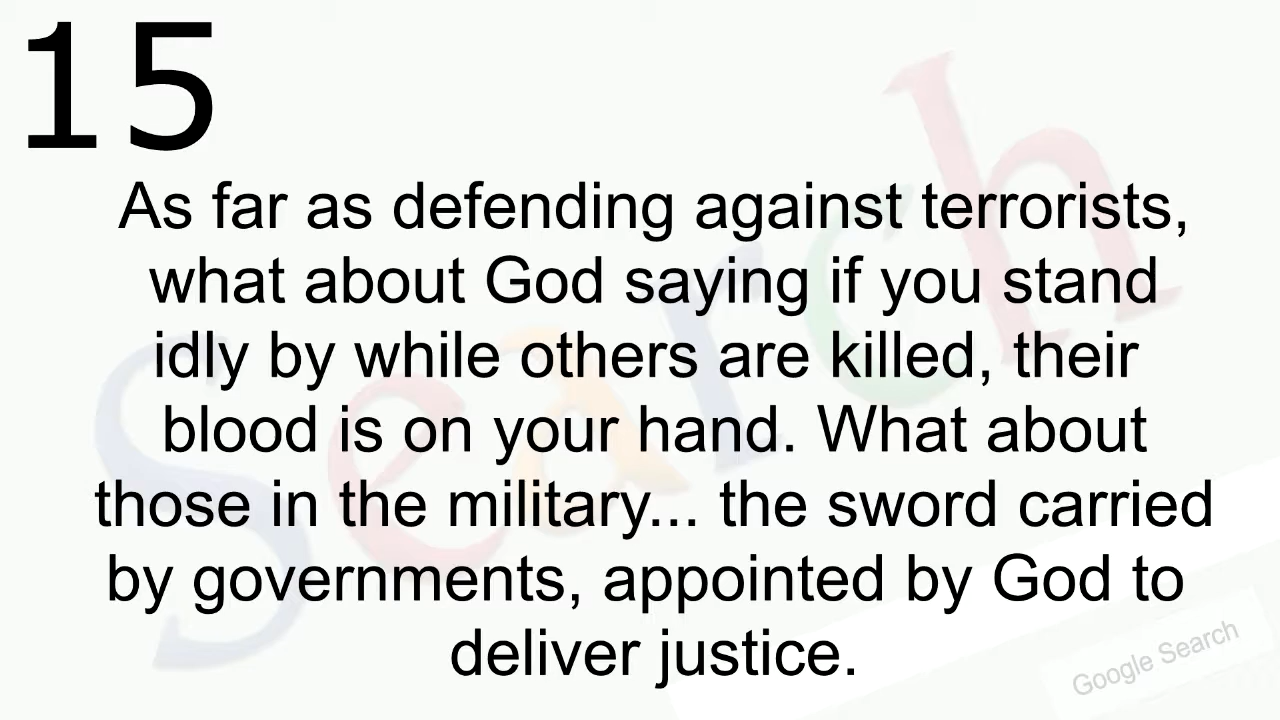 15
As far as defending against terrorists,
what about God saying if you stand
idly by while others are killed, their
blood is on your hand. What about
those in the military... the sword carried
by governments, appointed by God to
deliver justice.
Search
Google Search